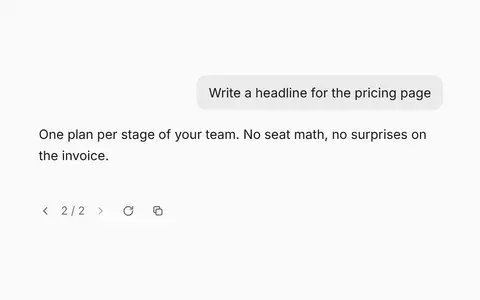 Write a headline for the pricing page
One plan per stage of your team. No seat math, no surprises on
the invoice.
2 / 2